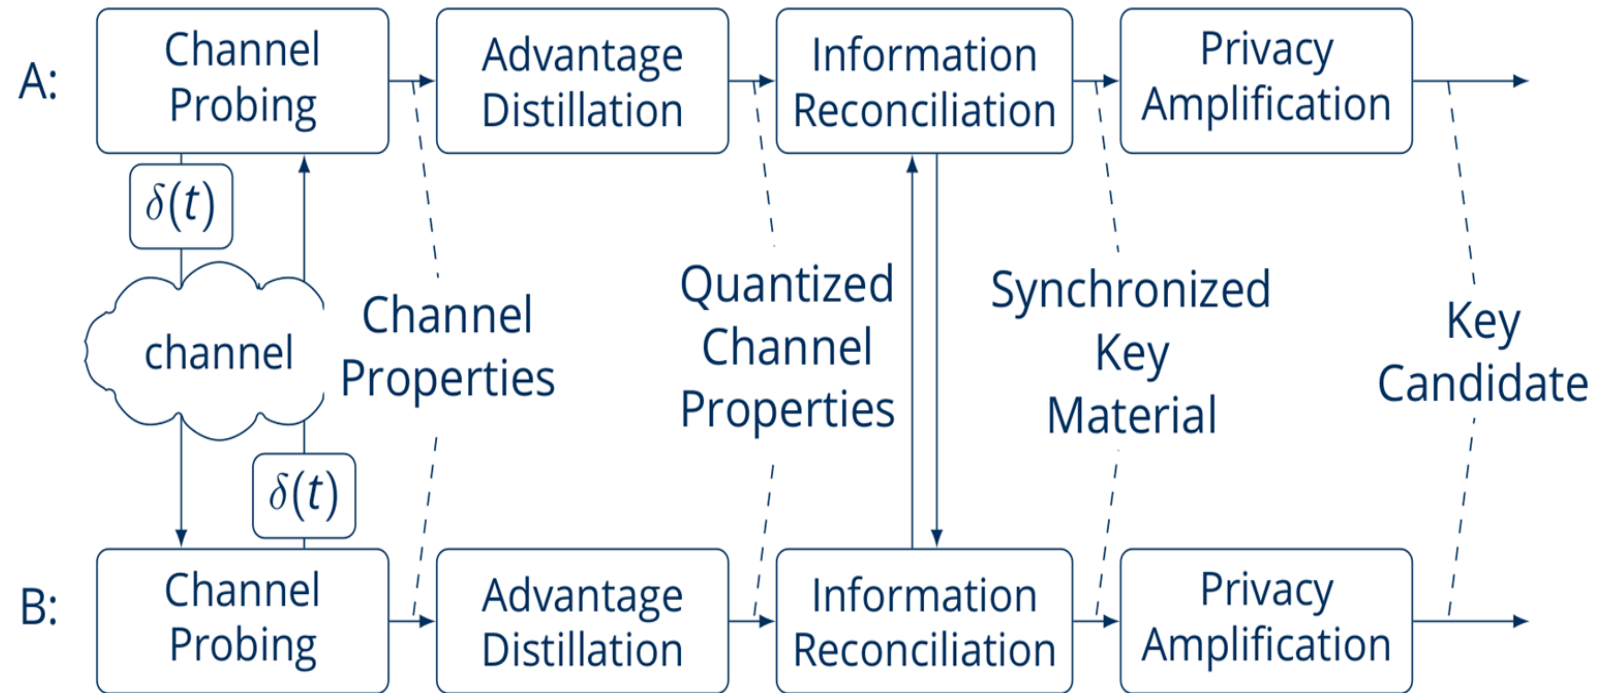 A:
Channel
Probing
Advantage
Distillation
Information
Reconciliation
Privacy
Amplification
δ(t)
channel
Channel
Properties
Quantized
Channel
Properties
Synchronized
Key
Material
Key
Candidate
δ(t)
B:
Channel
Probing
Advantage
Distillation
Information
Reconciliation
Privacy
Amplification